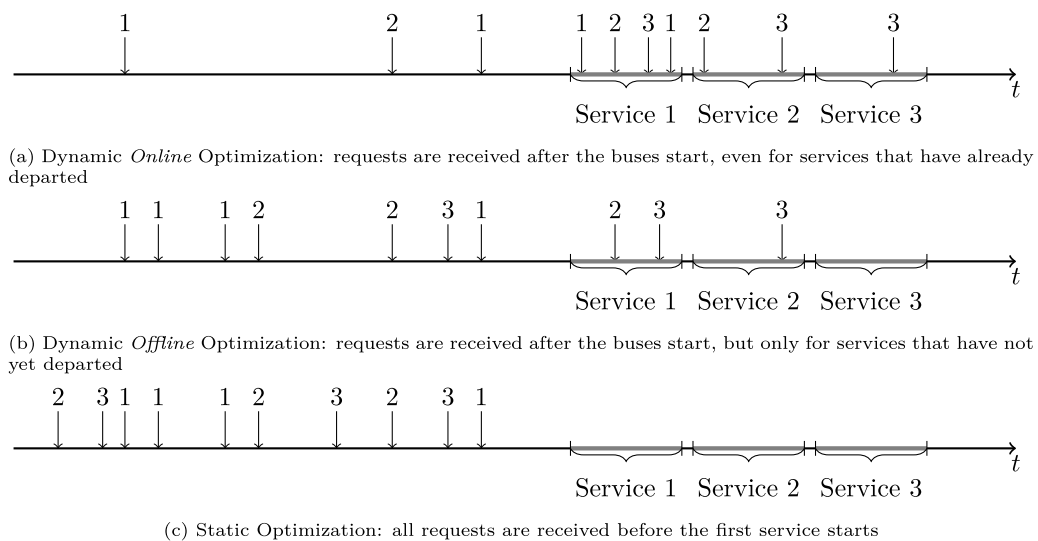 1 2 1 1 2 3 1 2 3 3
t
Service 1 Service 2 Service 3
(a) Dynamic Online Optimization: requests are received after the buses start, even for services that have already
departed
1 1 1 2 2 3 1 2 3 3
t
Service 1 Service 2 Service 3
(b) Dynamic Offline Optimization: requests are received after the buses start, but only for services that have not
yet departed
2 3 1 1 1 2 3 2 3 1
t
Service 1 Service 2 Service 3
(c) Static Optimization: all requests are received before the first service starts